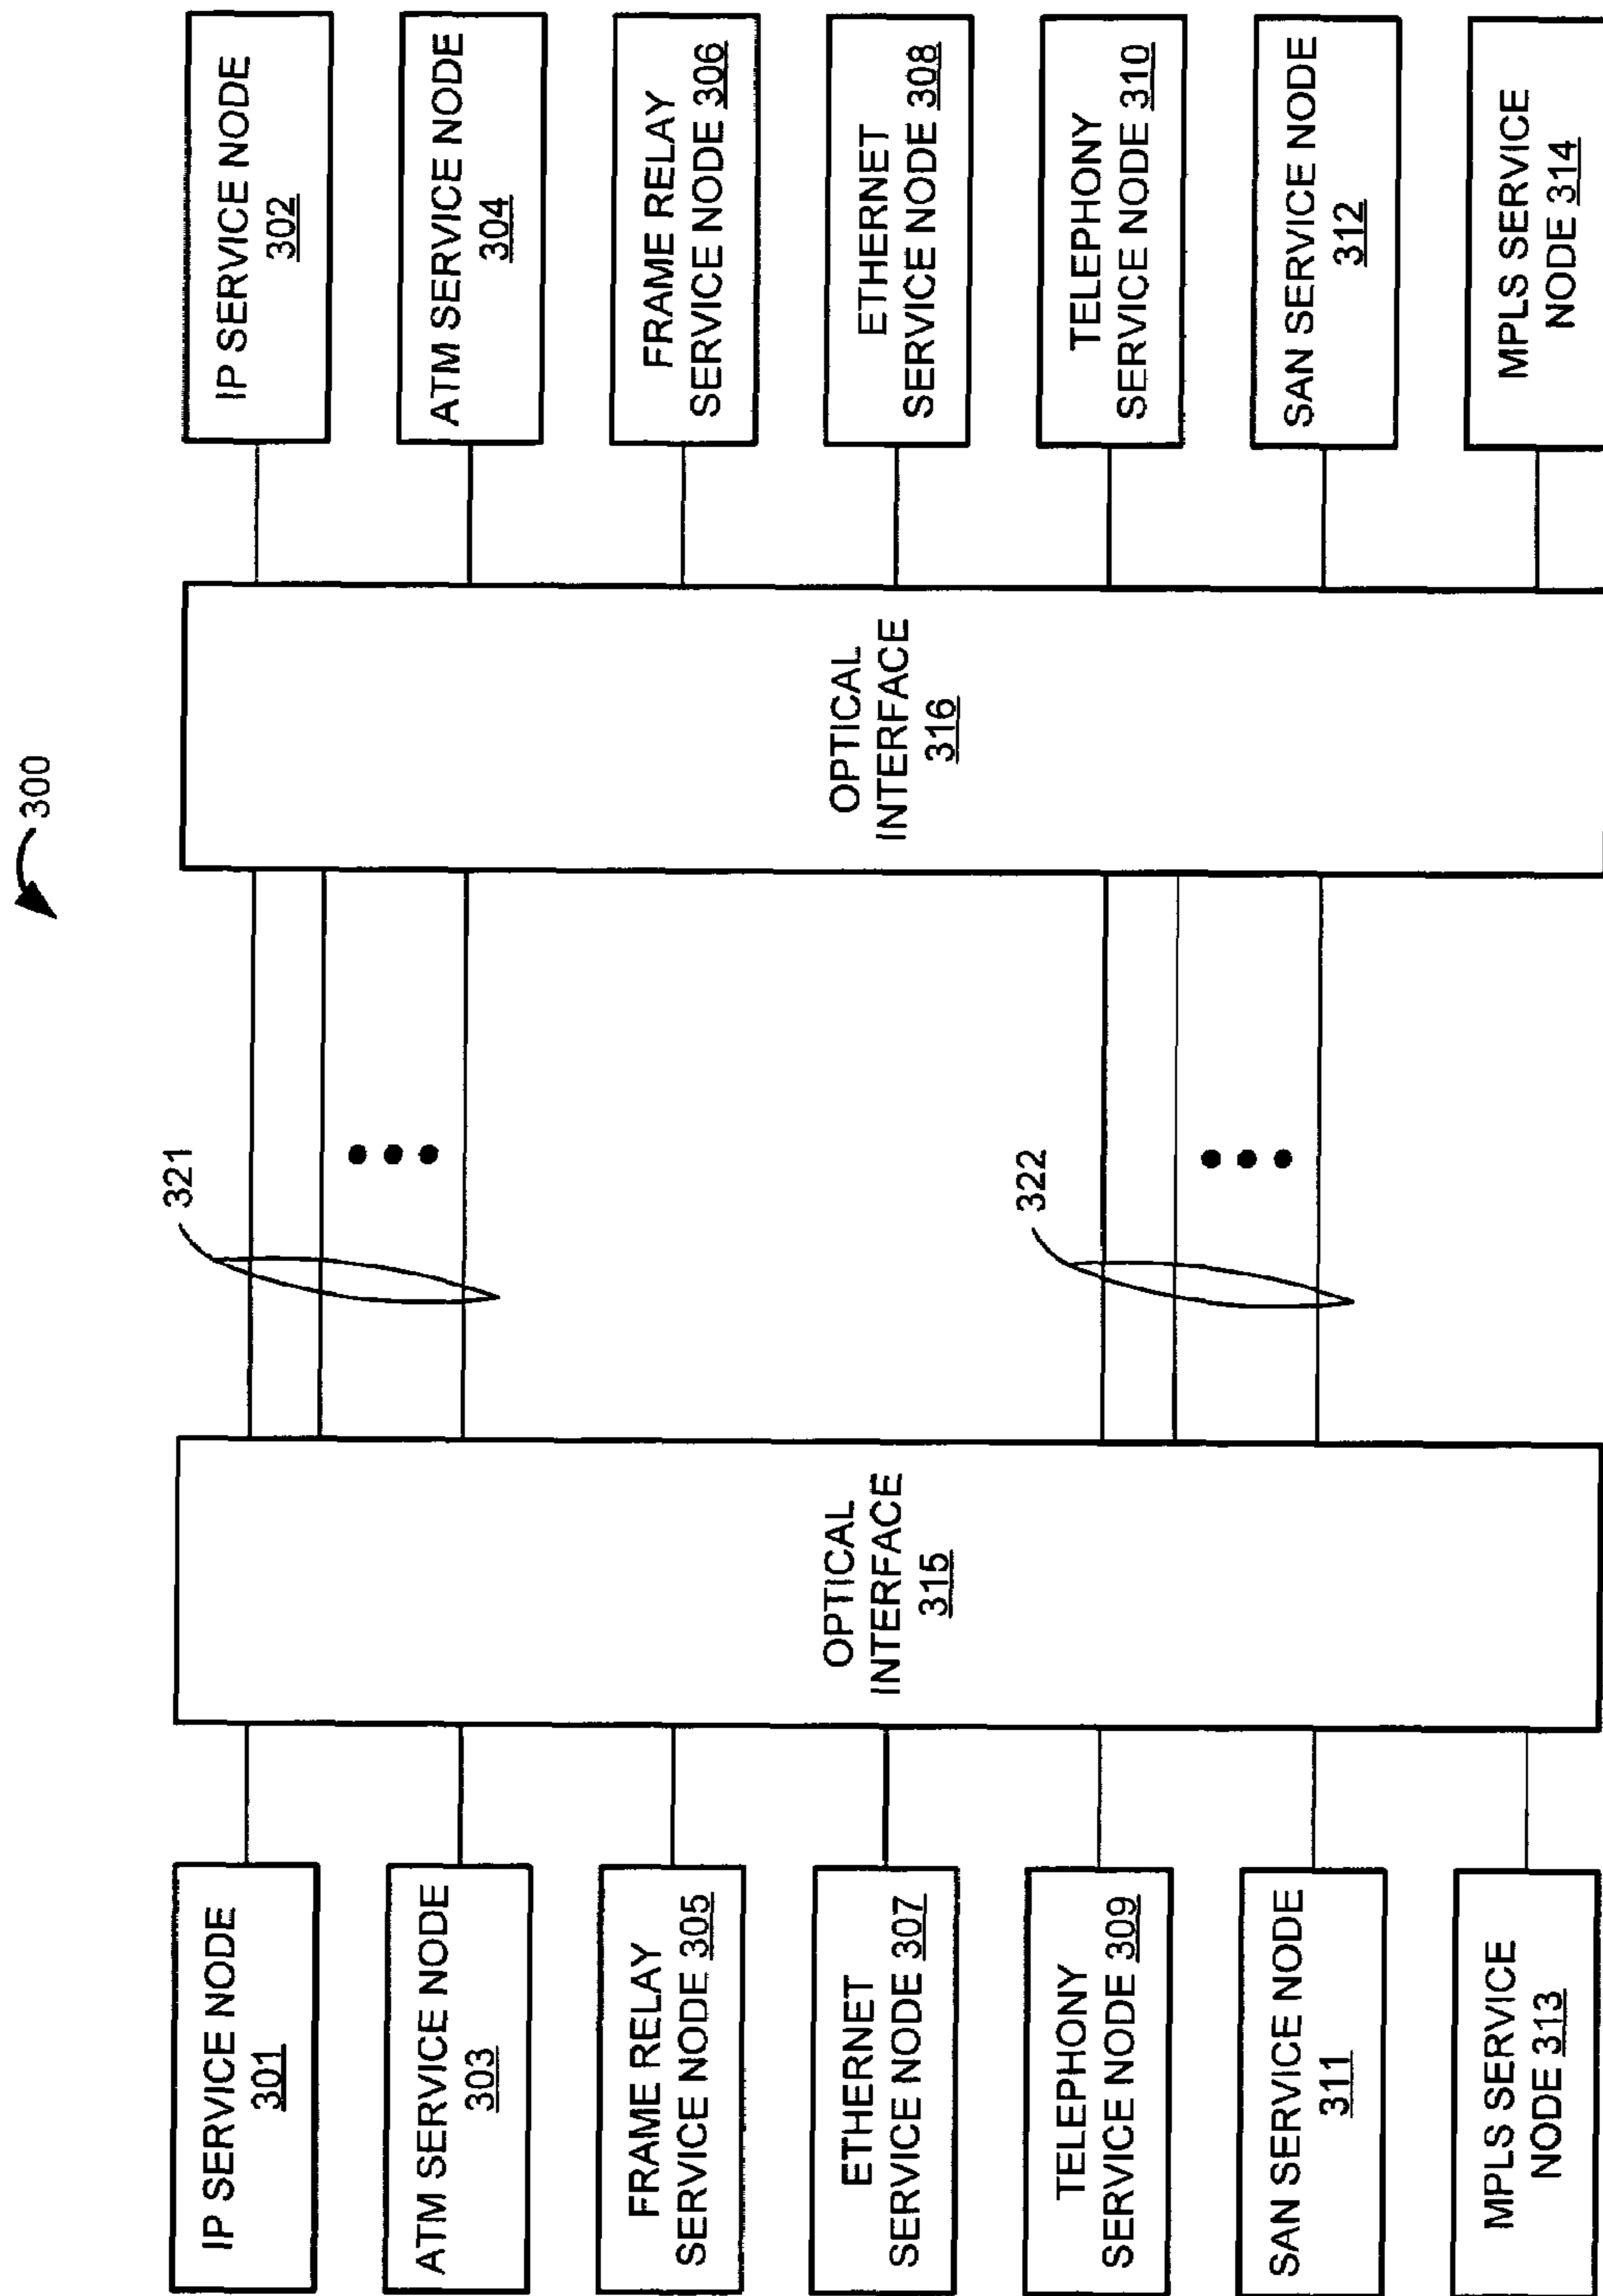 300
IP SERVICE NODE
301
ATM SERVICE NODE
303
FRAME RELAY
SERVICE NODE 305
ETHERNET
SERVICE NODE 307
TELEPHONY
SERVICE NODE 309
SAN SERVICE NODE
311
MPLS SERVICE
NODE 313
OPTICAL
INTERFACE
315
321
322
OPTICAL
INTERFACE
316
IP SERVICE NODE
302
ATM SERVICE NODE
304
FRAME RELAY
SERVICE NODE 306
ETHERNET
SERVICE NODE 308
TELEPHONY
SERVICE NODE 310
SAN SERVICE NODE
312
MPLS SERVICE
NODE 314